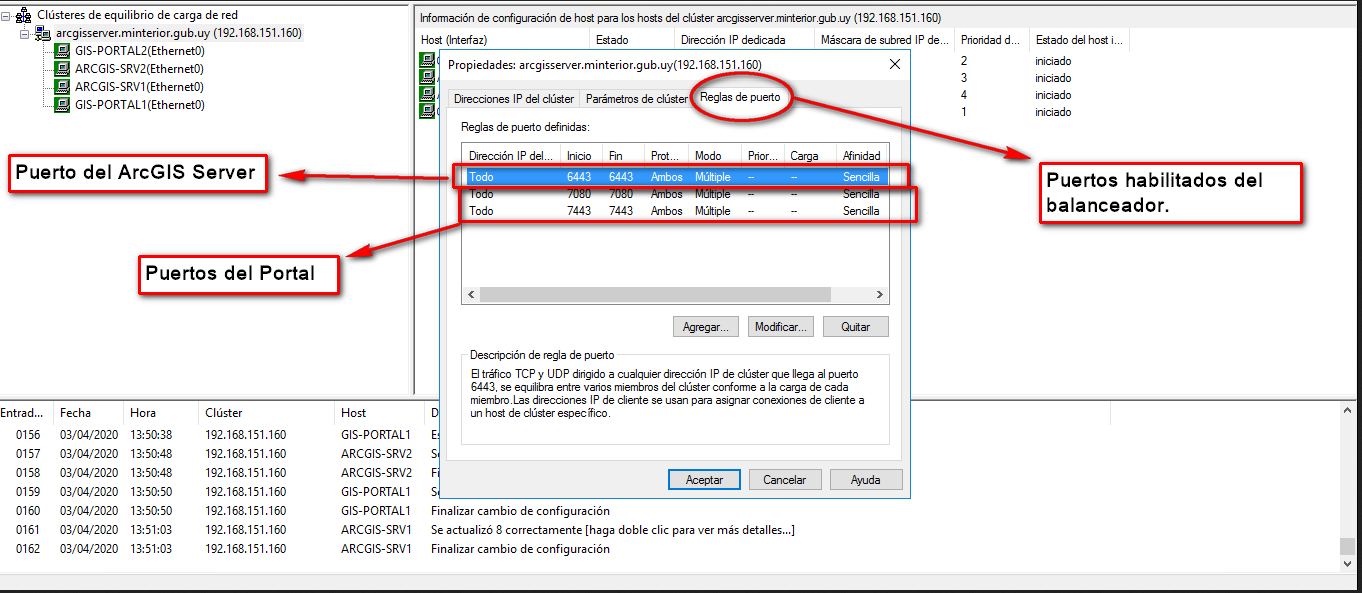 Clústeres de equilibrio de carga de red
arcgisserver.minterior.gub.uy (192.168.151.160)
GIS-PORTAL2(Ethernet0)
ARCGIS-SRV2(Ethernet0)
ARCGIS-SRV1(Ethernet0)
GIS-PORTAL1(Ethernet0)
Información de configuración de host para los hosts del clúster arcgisserver.minterior.gub.uy (192.168.151.160)
Host (Interfaz) Estado Dirección IP dedicada Máscara de subred IP de... Prioridad d... Estado del host i...
2 iniciado
3 iniciado
4 iniciado
1 iniciado
Propiedades: arcgisserver.minterior.gub.uy(192.168.151.160)
Direcciones IP del clúster Parámetros de clúster Reglas de puerto
Reglas de puerto definidas:
Dirección IP del... Inicio Fin Prot... Modo Prior... Carga Afinidad
Todo 6443 6443 Ambos Múltiple -- -- Sencilla
Todo 7080 7080 Ambos Múltiple -- -- Sencilla
Todo 7443 7443 Ambos Múltiple -- -- Sencilla
Agregar... Modificar... Quitar
Descripción de regla de puerto
El tráfico TCP y UDP dirigido a cualquier dirección IP de clúster que llega al puerto
6443, se equilibra entre varios miembros del clúster conforme a la carga de cada
miembro.Las direcciones IP de cliente se usan para asignar conexiones de cliente a
un host de clúster específico.
Aceptar Cancelar Ayuda
Puerto del ArcGIS Server
Puertos del Portal
Puertos habilitados del
balanceador.
Entrad... Fecha Hora Clúster Host
0156 03/04/2020 13:50:38 192.168.151.160 GIS-PORTAL1
0157 03/04/2020 13:50:48 192.168.151.160 ARCGIS-SRV2
0158 03/04/2020 13:50:48 192.168.151.160 ARCGIS-SRV2
0159 03/04/2020 13:50:50 192.168.151.160 GIS-PORTAL1
0160 03/04/2020 13:50:50 192.168.151.160 GIS-PORTAL1 Finalizar cambio de configuración
0161 03/04/2020 13:51:03 192.168.151.160 ARCGIS-SRV1 Se actualizó 8 correctamente [haga doble clic para ver más detalles...]
0162 03/04/2020 13:51:03 192.168.151.160 ARCGIS-SRV1 Finalizar cambio de configuración